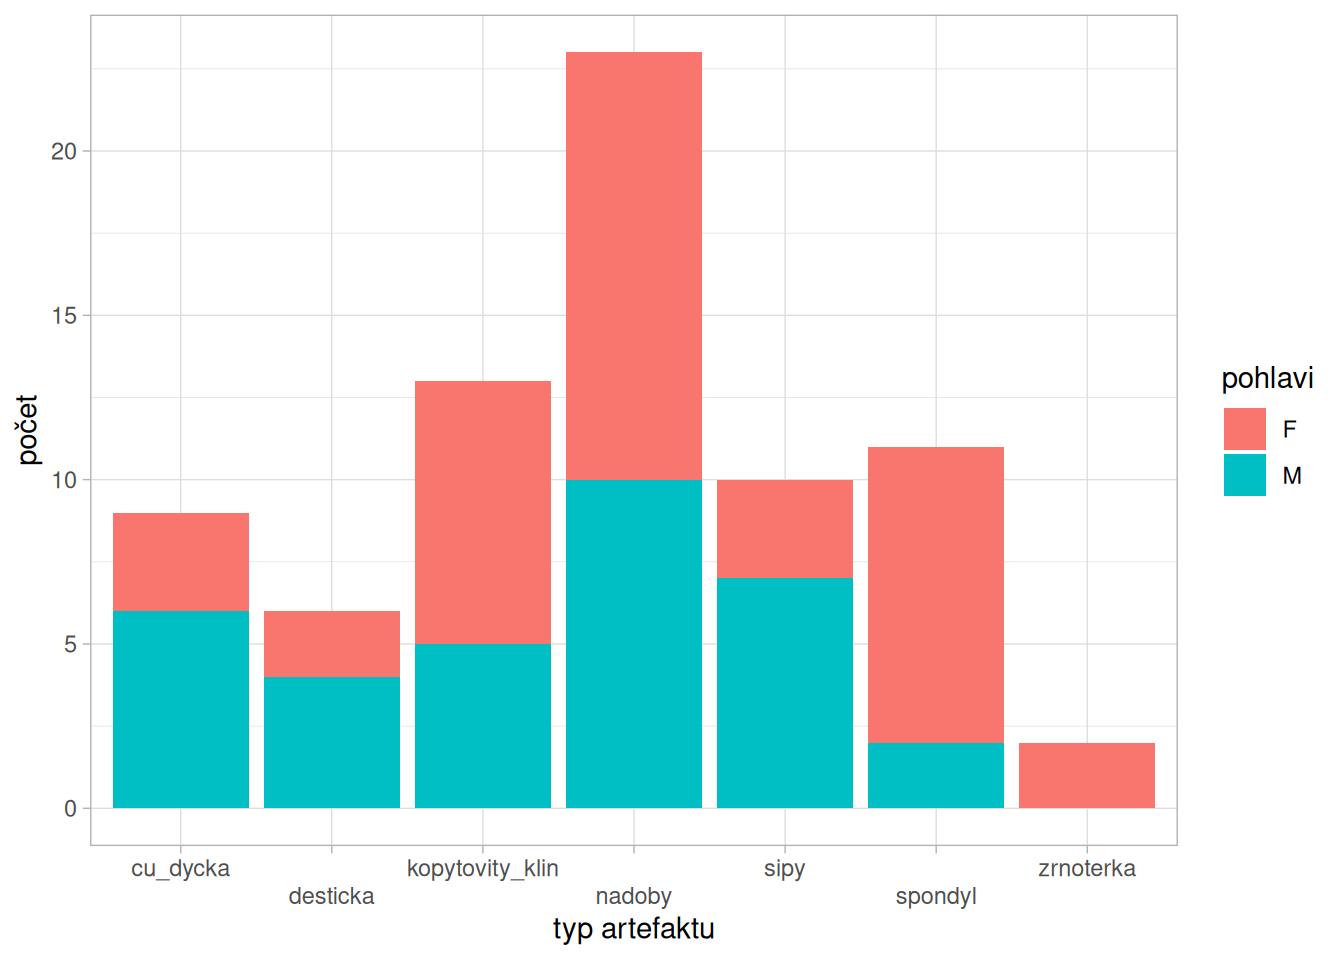 20
15
10
5
0
počet
cu_dycka
desticka
kopytovity_klin
nadoby
sipy
spondyl
zrnoterka
typ artefaktu
pohlavi
F
M